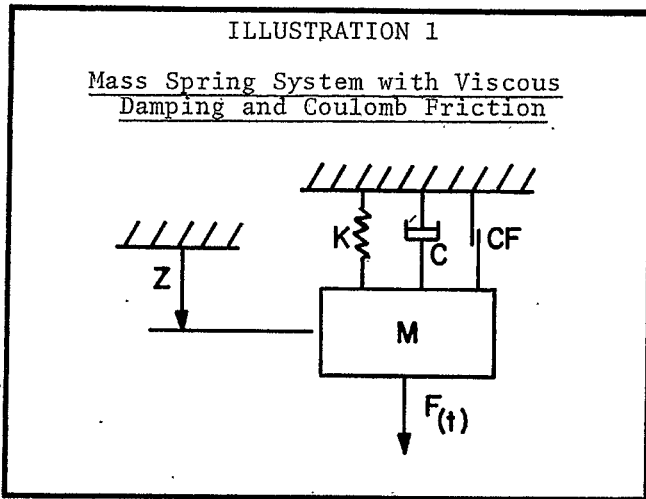 ILLUSTRATION 1
Mass Spring System with Viscous
Damping and Coulomb Friction
K
C
CF
Z
M
F(t)